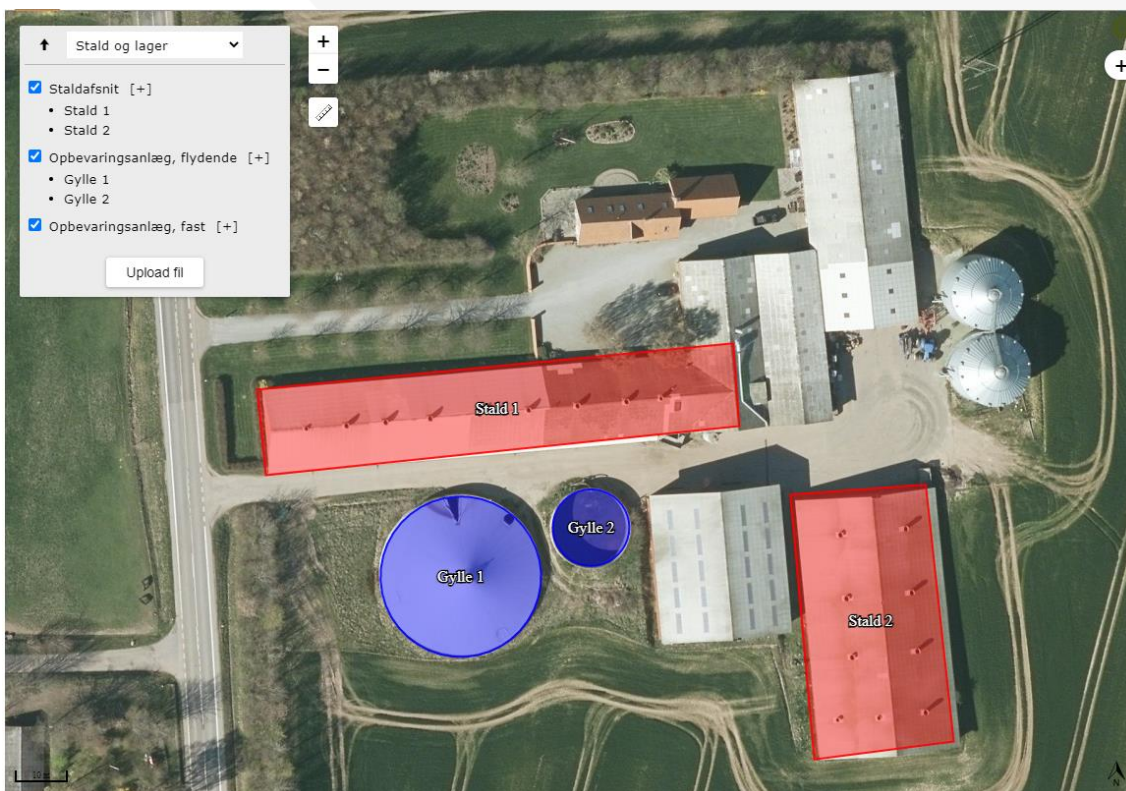 Stald og lager
Staldafsnit [+]
Stald 1
Stald 2
Opbevaringsanlæg, flydende [+]
Gylle 1
Gylle 2
Opbevaringsanlæg, fast [+]
Upload fil
+
−
+
Stald 1
Gylle 2
Gylle 1
Stald 2
10 m
N